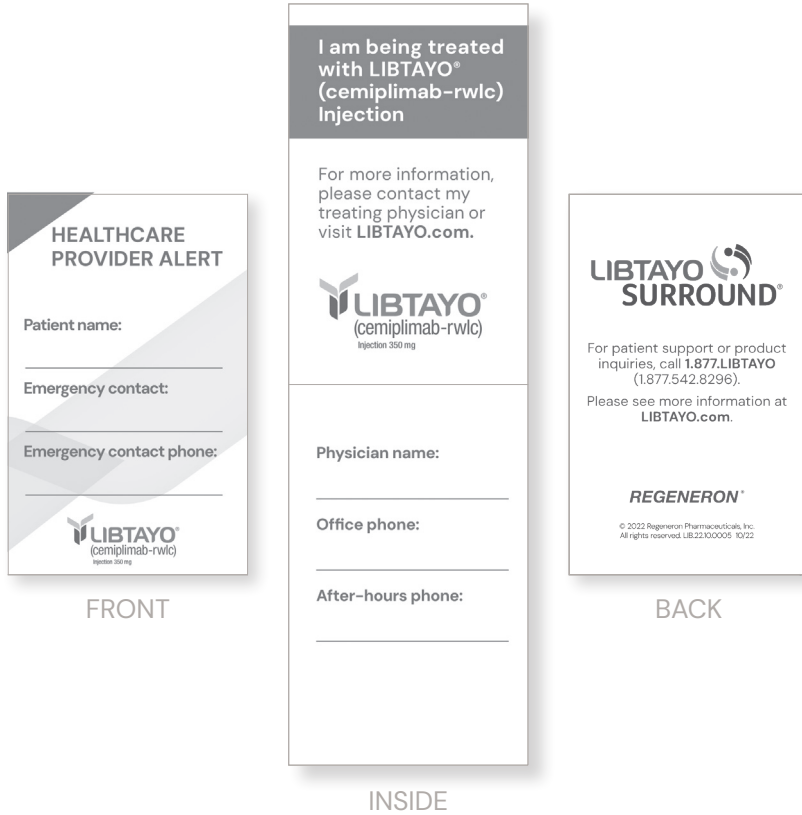 HEALTHCARE
PROVIDER ALERT
Patient name:
Emergency contact:
Emergency contact phone:
LIBTAYO®
(cemiplimab-rwlc)
Injection 350 mg
FRONT
I am being treated
with LIBTAYO®
(cemiplimab-rwlc)
Injection
For more information,
please contact my
treating physician or
visit LIBTAYO.com.
LIBTAYO®
(cemiplimab-rwlc)
Injection 350 mg
Physician name:
Office phone:
After-hours phone:
INSIDE
LIBTAYO
SURROUND®
For patient support or product
inquiries, call 1.877.LIBTAYO
(1.877.542.8296).
Please see more information at
LIBTAYO.com.
REGENERON®
© 2022 Regeneron Pharmaceuticals, Inc.
All rights reserved. LIB.22.10.0005 10/22
BACK